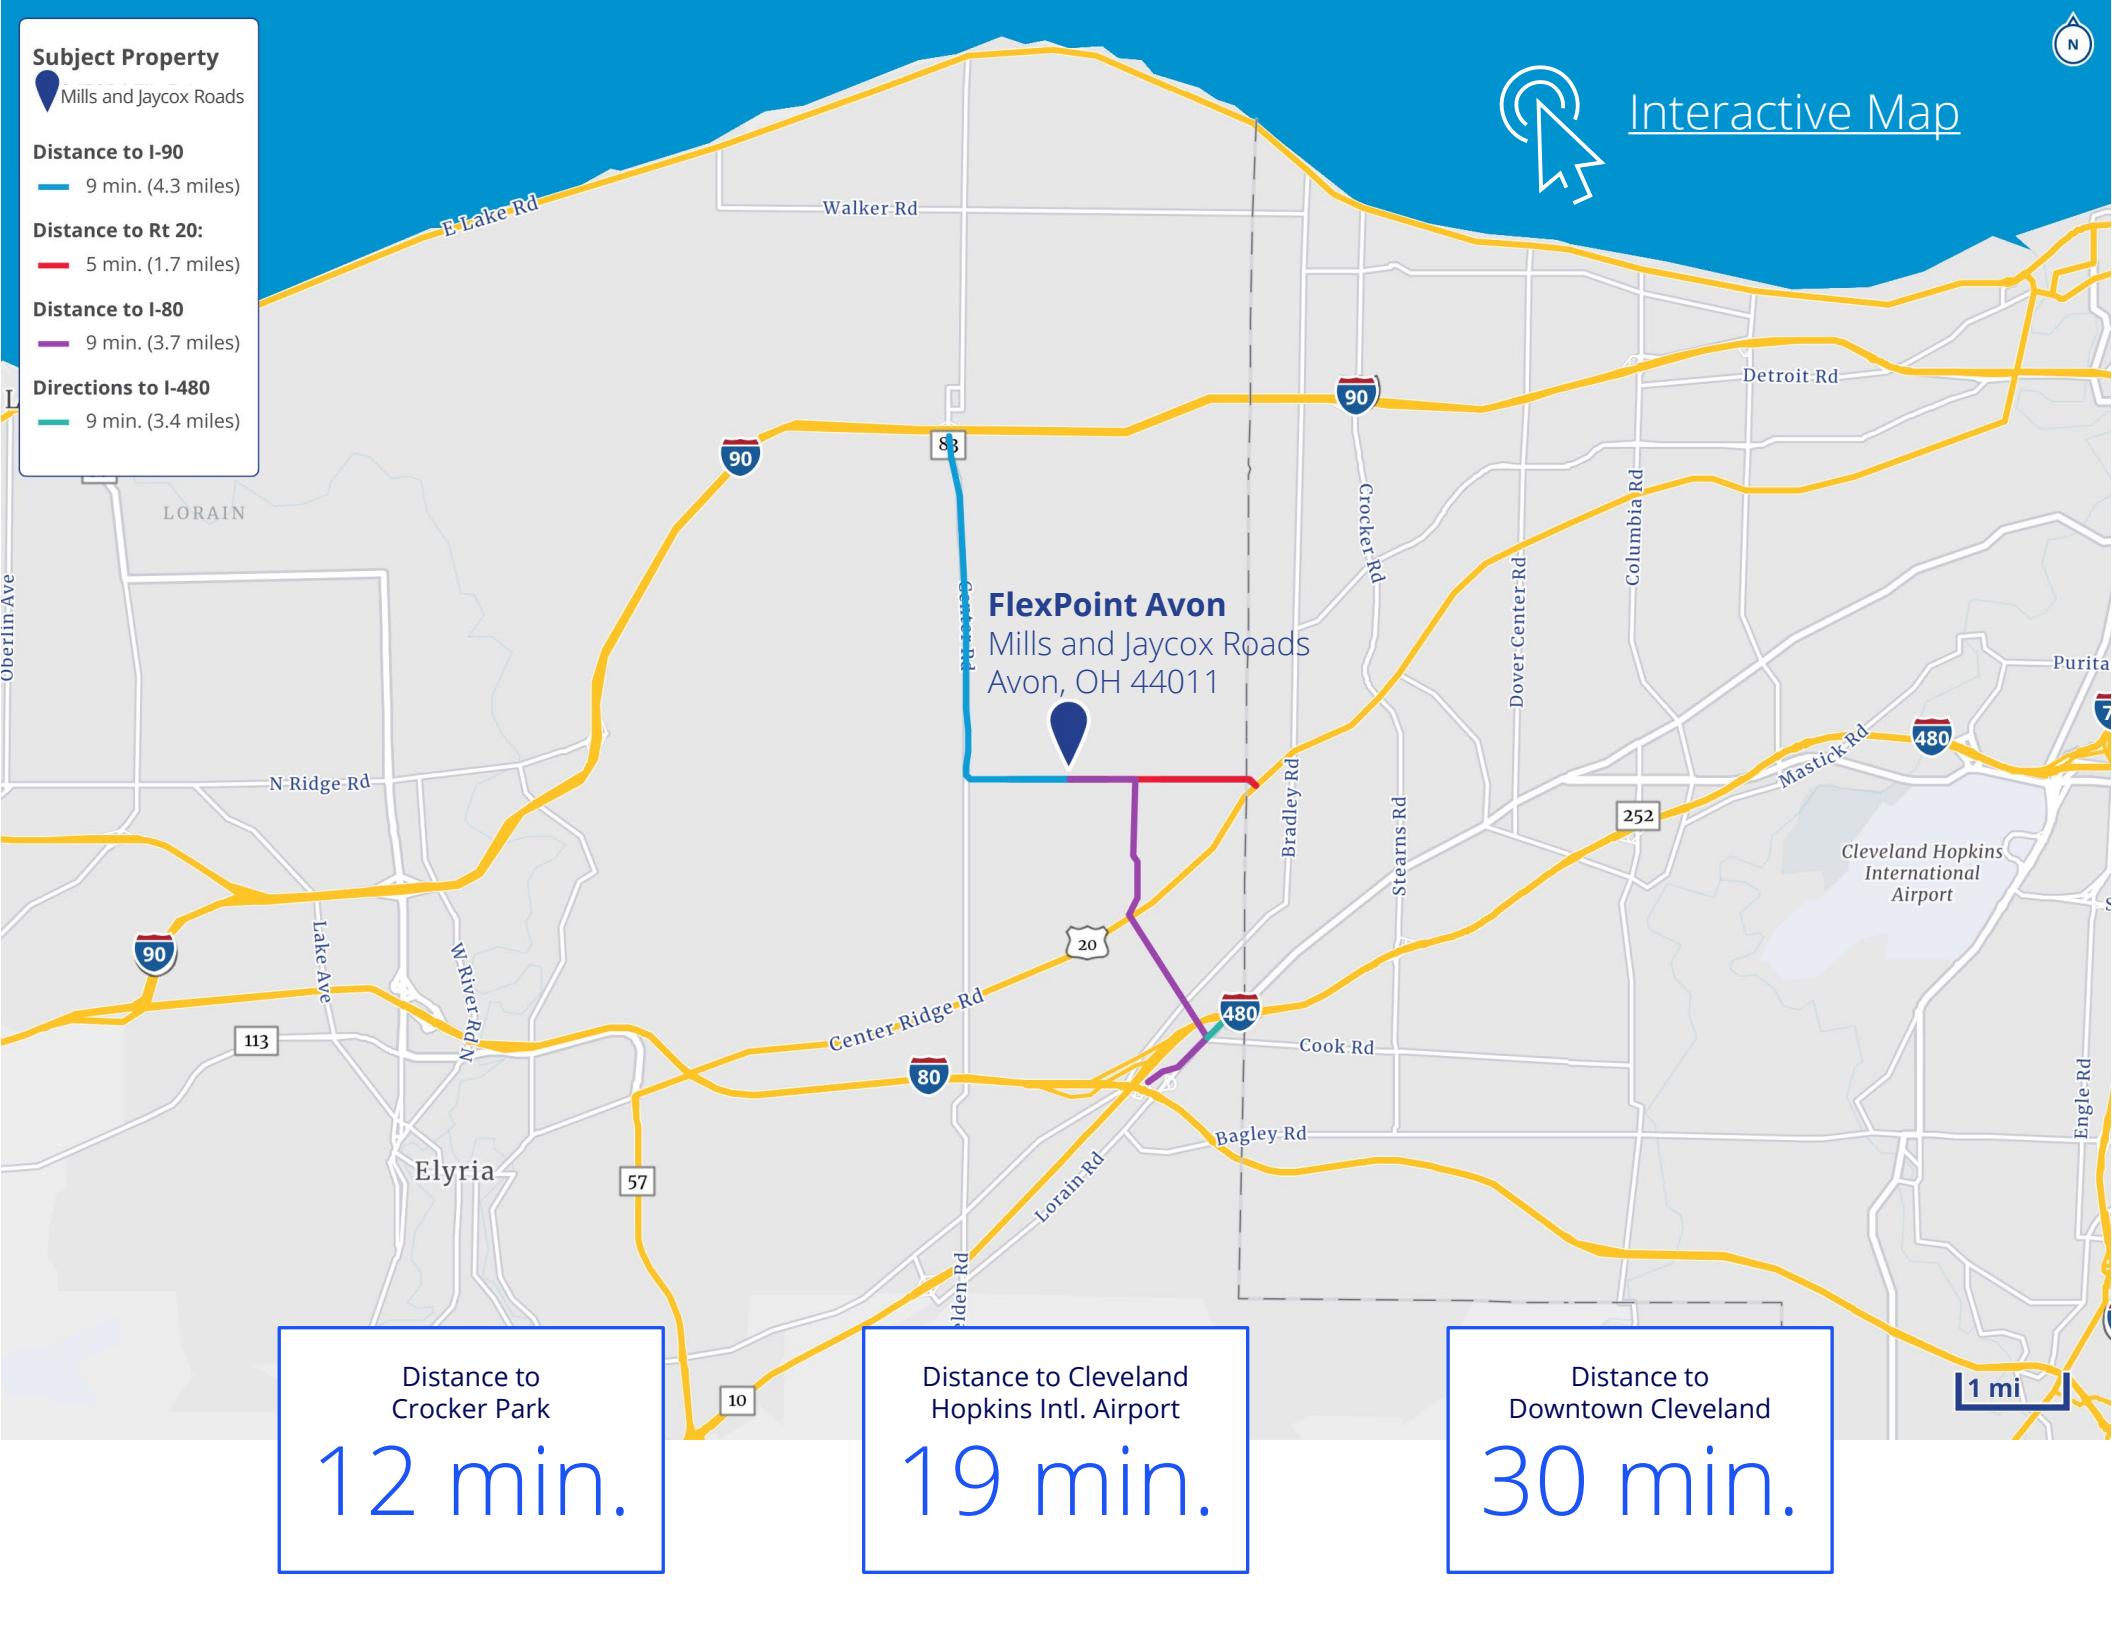 Subject Property
Mills and Jaycox Roads
Distance to I-90
9 min. (4.3 miles)
Distance to Rt 20:
5 min. (1.7 miles)
Distance to I-80
9 min. (3.7 miles)
Directions to I-480
9 min. (3.4 miles)
N
Interactive Map
E Lake Rd
Walker Rd
Detroit Rd
90
90
83
LORAIN
Oberlin Ave
Crocker Rd
Columbia Rd
Dover Center Rd
Center Rd
FlexPoint Avon
Mills and Jaycox Roads
Avon, OH 44011
Purita
480
Mastick Rd
N Ridge Rd
Bradley Rd
Stearns Rd
252
Cleveland Hopkins
International
Airport
90
Lake Ave
W River Rd N
20
Center Ridge Rd
480
113
Cook Rd
80
Engle Rd
Bagley Rd
Elyria
57
Lorain Rd
elden Rd
1 mi
10
Distance to
Crocker Park
12 min.
Distance to Cleveland
Hopkins Intl. Airport
19 min.
Distance to
Downtown Cleveland
30 min.